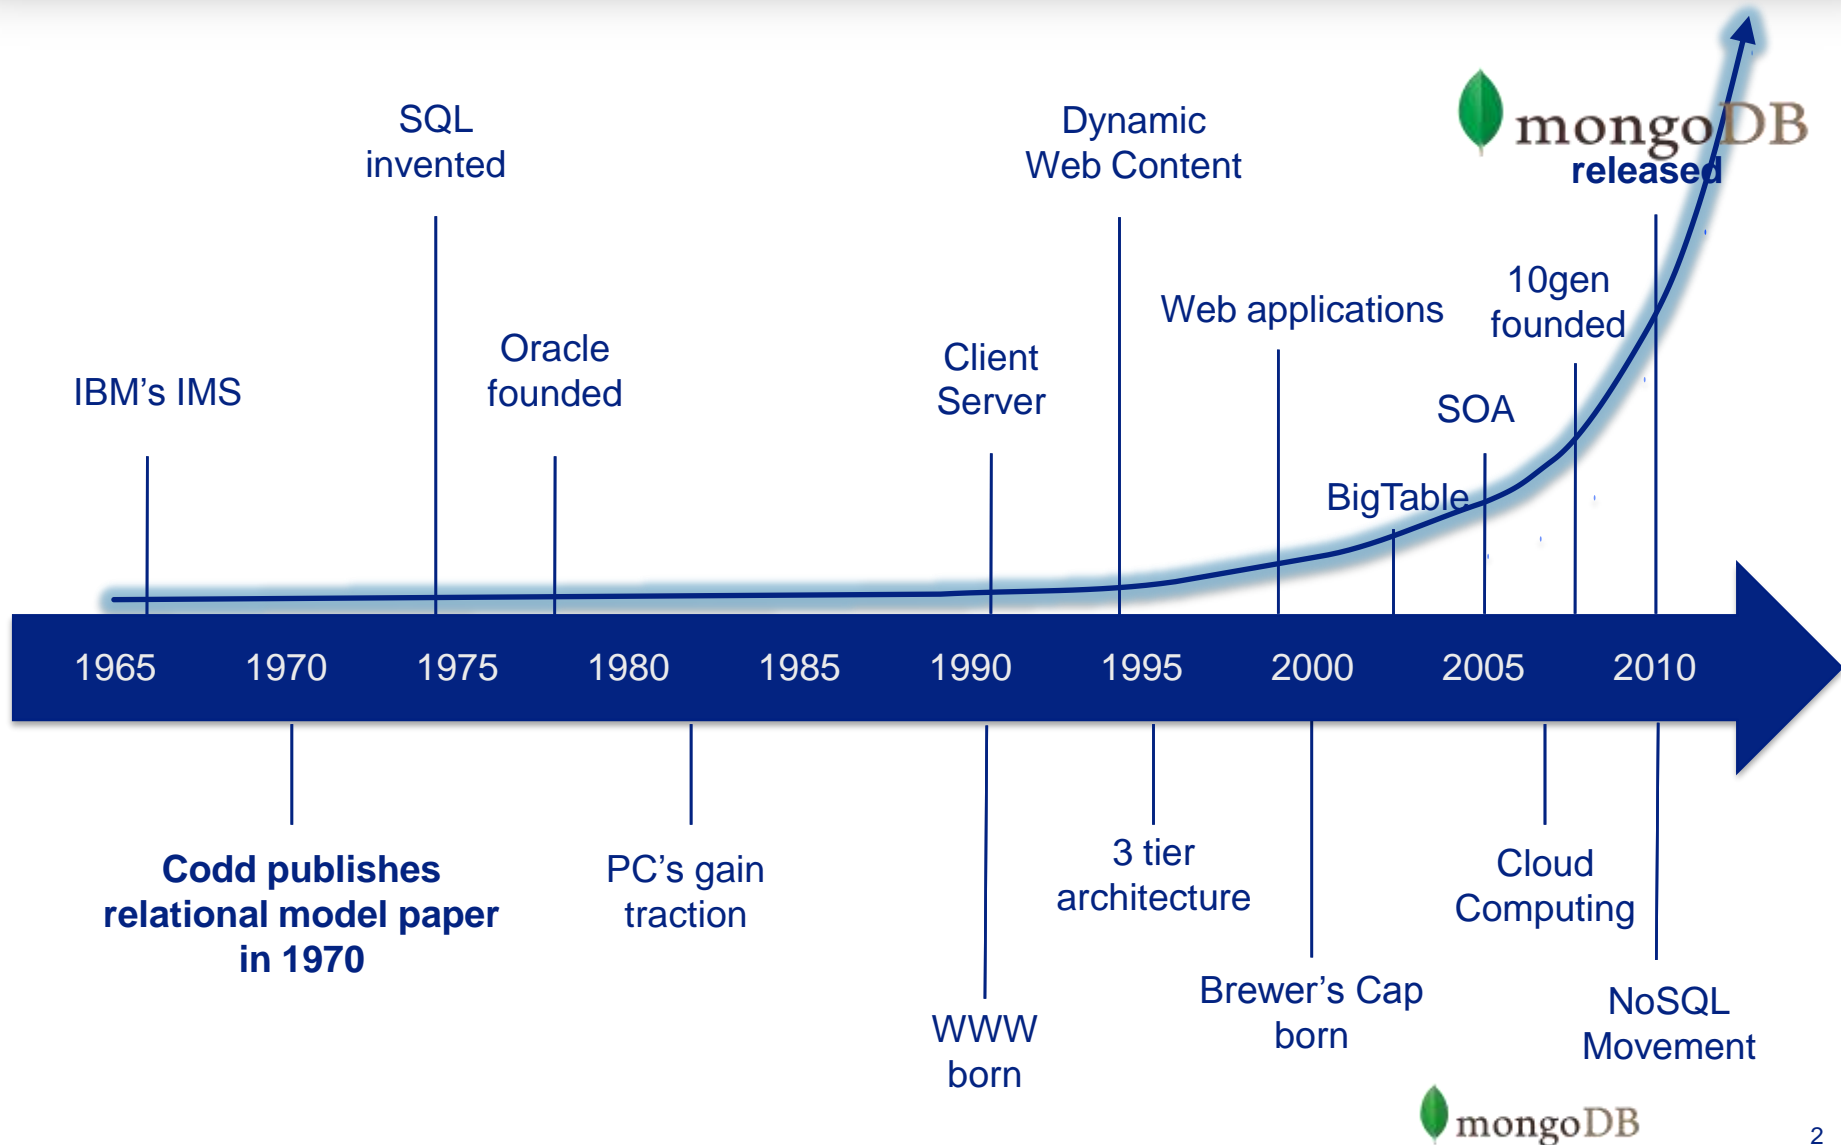 SQL
invented
Dynamic
Web Content
mongoDB
released
10gen
founded
Web applications
Oracle
founded
Client
Server
IBM’s IMS
SOA
BigTable
1965 1970 1975 1980 1985 1990 1995 2000 2005 2010
Codd publishes
relational model paper
in 1970
PC’s gain
traction
3 tier
architecture
Cloud
Computing
Brewer’s Cap
born
NoSQL
Movement
WWW
born
mongoDB
2